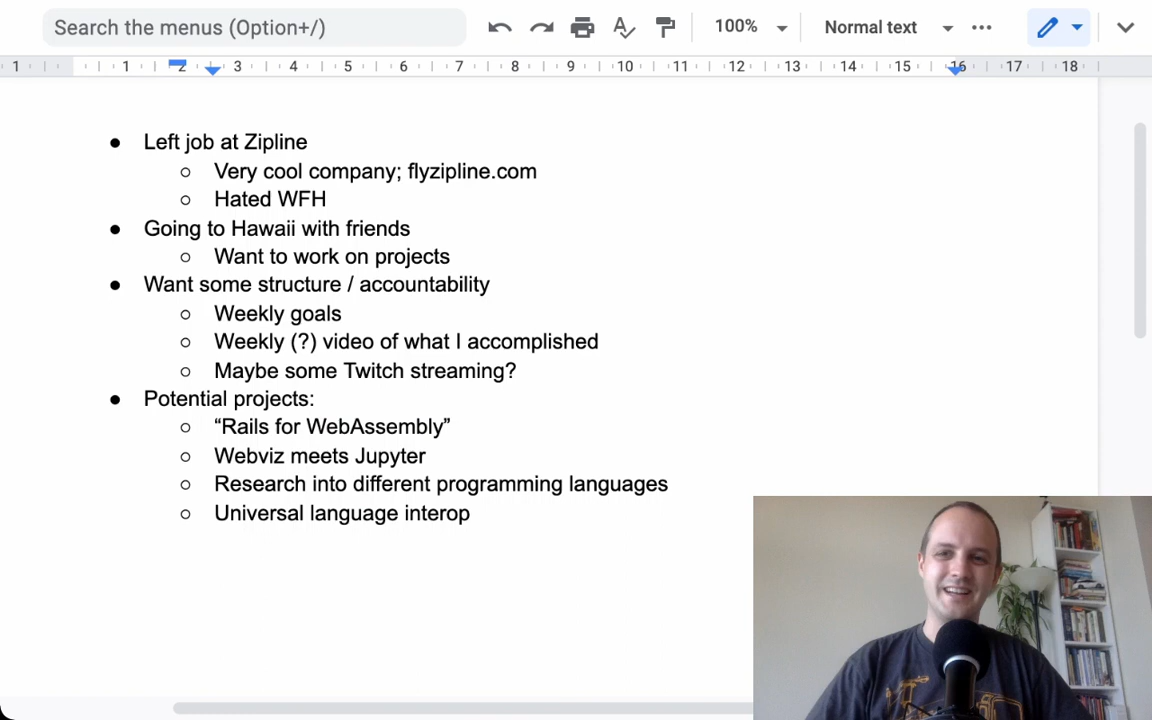 Search the menus (Option+/)
100%
Normal text
1 1 2 3 4 5 6 7 8 9 10 11 12 13 14 15 16 17 18
● Left job at Zipline
○ Very cool company; flyzipline.com
○ Hated WFH
● Going to Hawaii with friends
○ Want to work on projects
● Want some structure / accountability
○ Weekly goals
○ Weekly (?) video of what I accomplished
○ Maybe some Twitch streaming?
● Potential projects:
○ “Rails for WebAssembly”
○ Webviz meets Jupyter
○ Research into different programming languages
○ Universal language interop